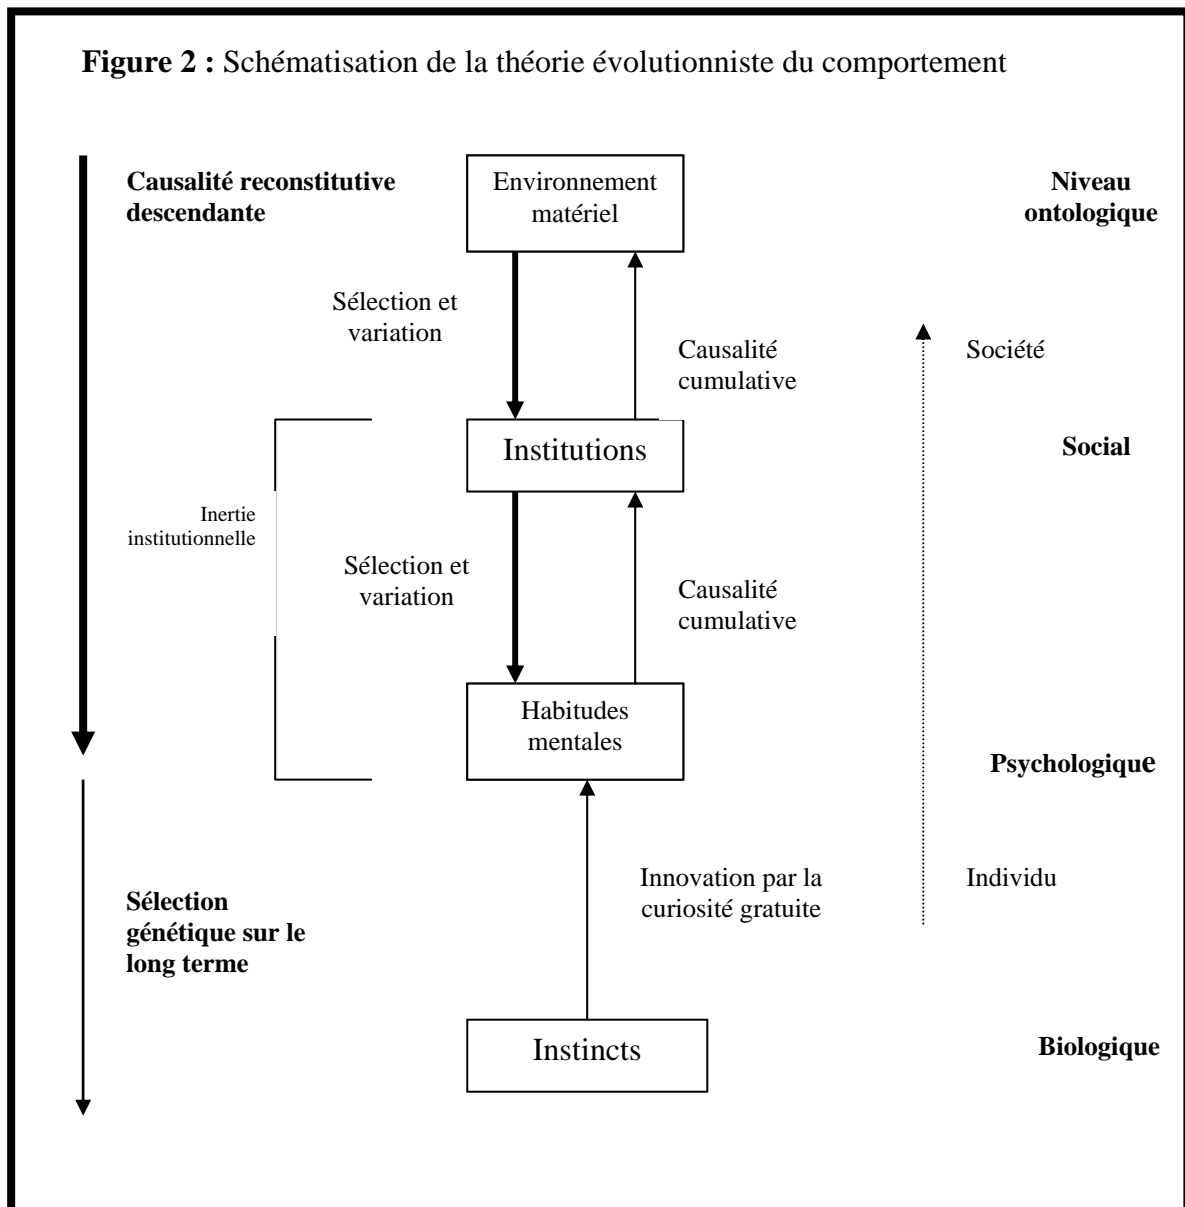 Figure 2 : Schématisation de la théorie évolutionniste du comportement
Causalité reconstitutive
descendante
Environnement
matériel
Niveau
ontologique
Sélection et
variation
Causalité
cumulative
Société
Institutions
Social
Inertie
institutionnelle
Sélection et
variation
Causalité
cumulative
Habitudes
mentales
Psychologique
Innovation par la
curiosité gratuite
Individu
Sélection
génétique sur le
long terme
Instincts
Biologique